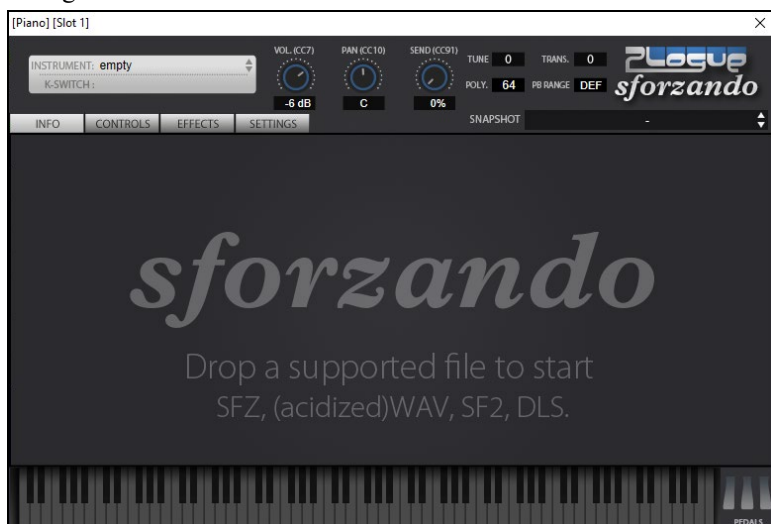 [Piano] [Slot 1]
INSTRUMENT: empty
K-SWITCH :
VOL. (CC7)
-6 dB
PAN (CC10)
C
SEND (CC91)
0%
TUNE 0 TRANS. 0
POLY. 64 PB RANGE DEF
Plogue
sforzando
INFO CONTROLS EFFECTS SETTINGS
SNAPSHOT -
sforzando
Drop a supported file to start
SFZ, (acidized)WAV, SF2, DLS.
PEDALS